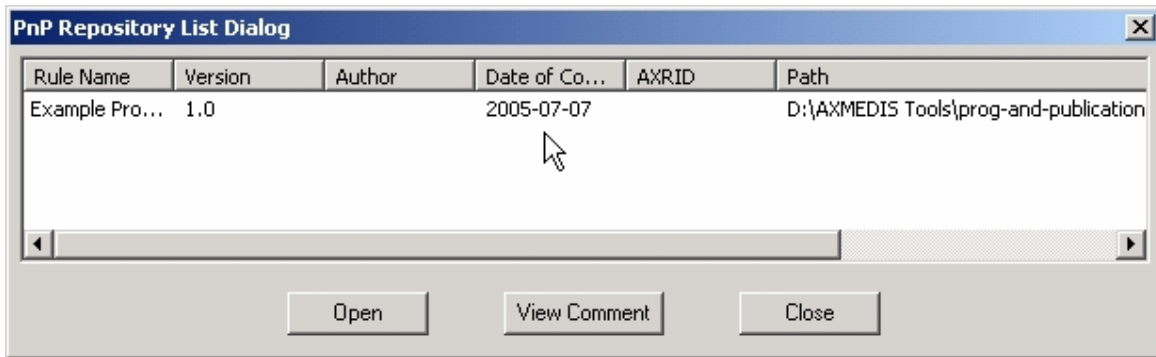 PnP Repository List Dialog
Rule Name Version Author Date of Co... AXRID Path
Example Pro... 1.0 2005-07-07 D:\AXMEDIS Tools\prog-and-publication
Open View Comment Close